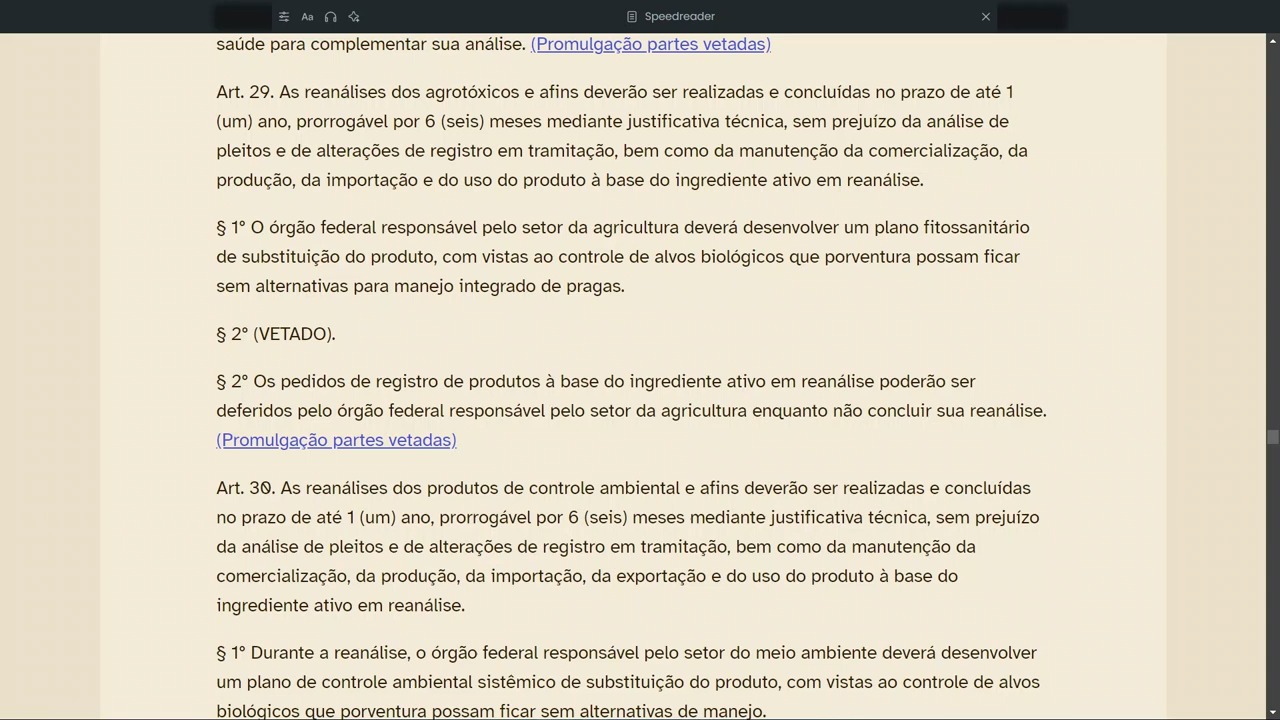 Aa
Speedreader
saúde para complementar sua análise. (Promulgação partes vetadas)
Art. 29. As reanálises dos agrotóxicos e afins deverão ser realizadas e concluídas no prazo de até 1
(um) ano, prorrogável por 6 (seis) meses mediante justificativa técnica, sem prejuízo da análise de
pleitos e de alterações de registro em tramitação, bem como da manutenção da comercialização, da
produção, da importação e do uso do produto à base do ingrediente ativo em reanálise.
§ 1º O órgão federal responsável pelo setor da agricultura deverá desenvolver um plano fitossanitário
de substituição do produto, com vistas ao controle de alvos biológicos que porventura possam ficar
sem alternativas para manejo integrado de pragas.
§ 2º (VETADO).
§ 2º Os pedidos de registro de produtos à base do ingrediente ativo em reanálise poderão ser
deferidos pelo órgão federal responsável pelo setor da agricultura enquanto não concluir sua reanálise.
(Promulgação partes vetadas)
Art. 30. As reanálises dos produtos de controle ambiental e afins deverão ser realizadas e concluídas
no prazo de até 1 (um) ano, prorrogável por 6 (seis) meses mediante justificativa técnica, sem prejuízo
da análise de pleitos e de alterações de registro em tramitação, bem como da manutenção da
comercialização, da produção, da importação, da exportação e do uso do produto à base do
ingrediente ativo em reanálise.
§ 1º Durante a reanálise, o órgão federal responsável pelo setor do meio ambiente deverá desenvolver
um plano de controle ambiental sistêmico de substituição do produto, com vistas ao controle de alvos
biológicos que porventura possam ficar sem alternativas de manejo.